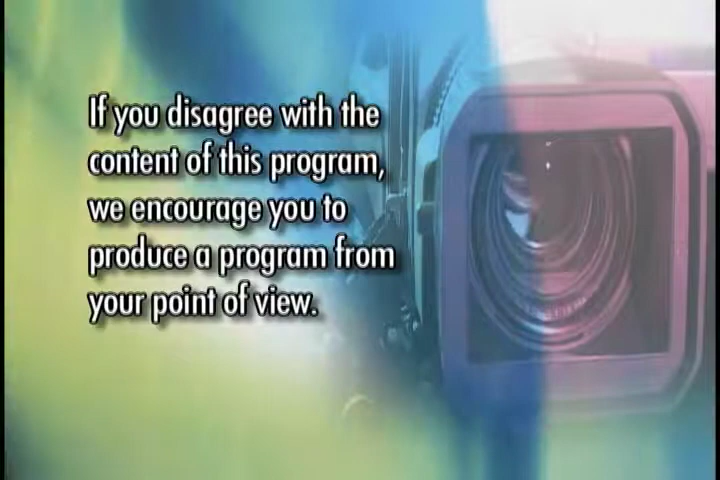 If you disagree with the
content of this program,
we encourage you to
produce a program from
your point of view.